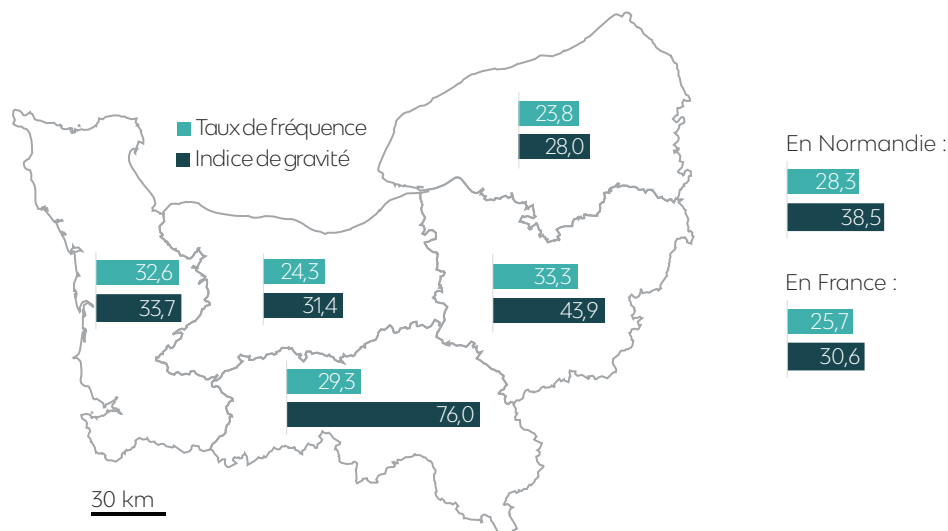 Taux de fréquence
Indice de gravité
23,8
28,0
En Normandie :
28,3
38,5
32,6
33,7
24,3
31,4
33,3
43,9
En France :
25,7
30,6
29,3
76,0
30 km